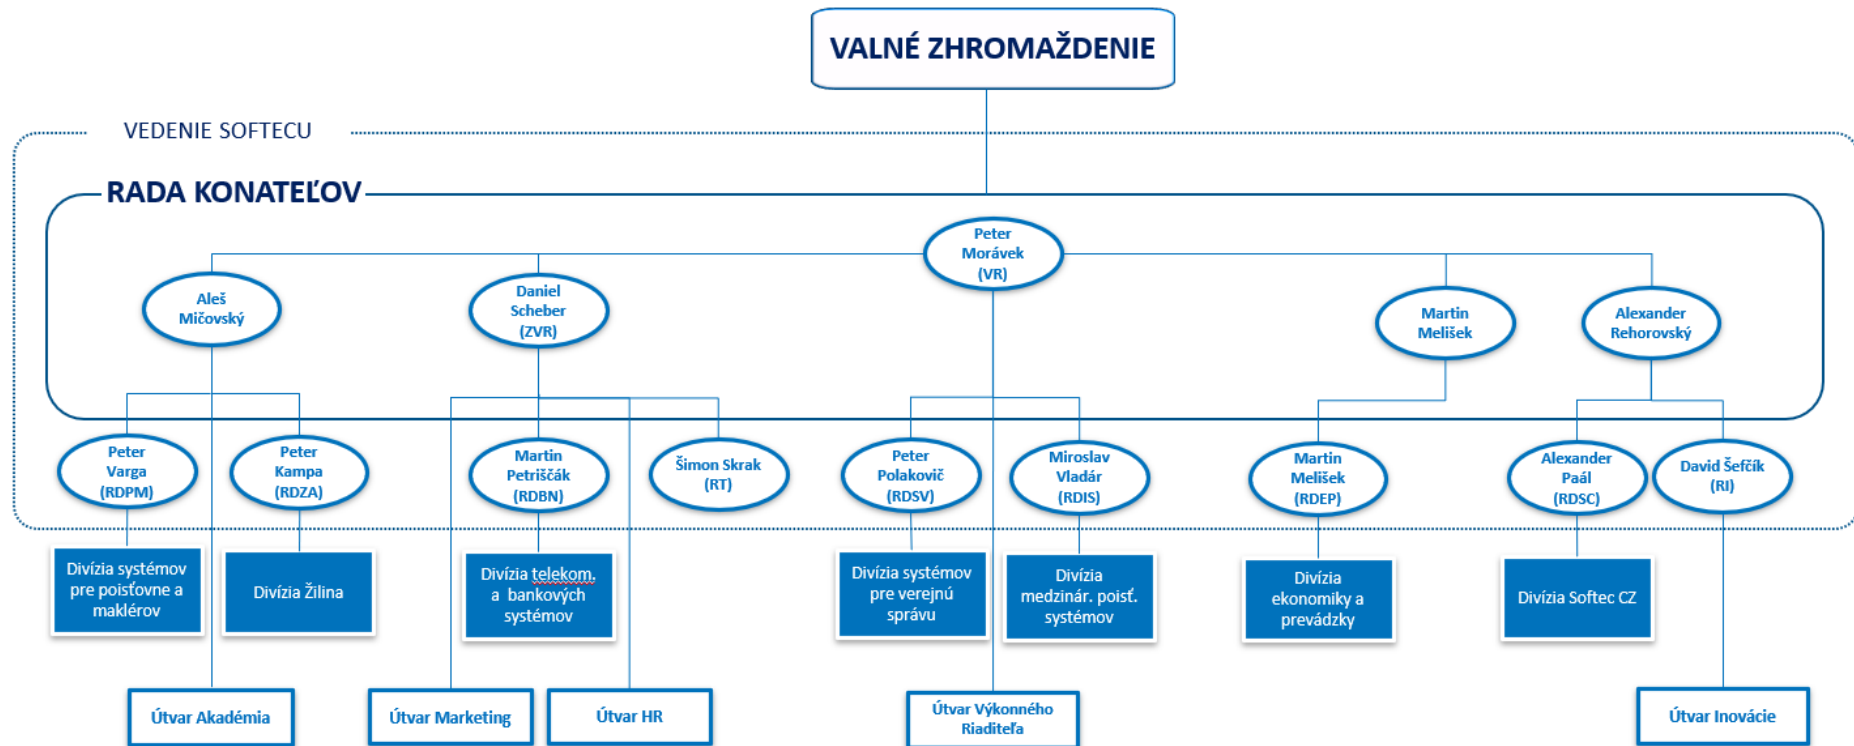 VALNÉ ZHROMAŽDENIE
VEDENIE SOFTECU
RADA KONATEĽOV
Peter
Morávek
(VR)
Aleš
Mičovský
Daniel
Scheber
(ZVR)
Martin
Melišek
Alexander
Rehorovský
Peter
Varga
(RDPM)
Peter
Kampa
(RDZA)
Martin
Petriščák
(RDBN)
Šimon Skrak
(RT)
Peter
Polakovič
(RDSV)
Miroslav
Vladár
(RDIS)
Martin
Melišek
(RDEP)
Alexander
Paál
(RDSC)
David Šefčík
(RI)
Divízia systémov
pre poisťovne a
maklérov
Divízia Žilina
Divízia telekom.
a bankových
systémov
Divízia systémov
pre verejnú
správu
Divízia
medzinár. poisť.
systémov
Divízia
ekonomiky a
prevádzky
Divízia Softec CZ
Útvar Akadémia
Útvar Marketing
Útvar HR
Útvar Výkonného
Riaditeľa
Útvar Inovácie